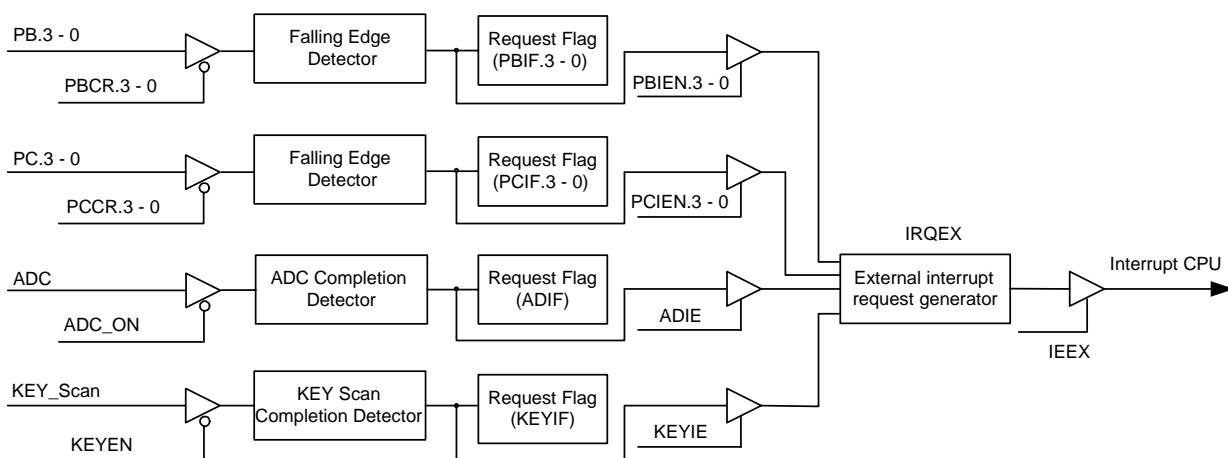 PB.3 - 0
Falling Edge
Detector
Request Flag
(PBIF.3 - 0)
PBCR.3 - 0
PBIEN.3 - 0
PC.3 - 0
Falling Edge
Detector
Request Flag
(PCIF.3 - 0)
PCCR.3 - 0
PCIEN.3 - 0
IRQEX
ADC
ADC Completion
Detector
Request Flag
(ADIF)
External interrupt
request generator
Interrupt CPU
ADC_ON
ADIE
IEEX
KEY_Scan
KEY Scan
Completion Detector
Request Flag
(KEYIF)
KEYEN
KEYIE